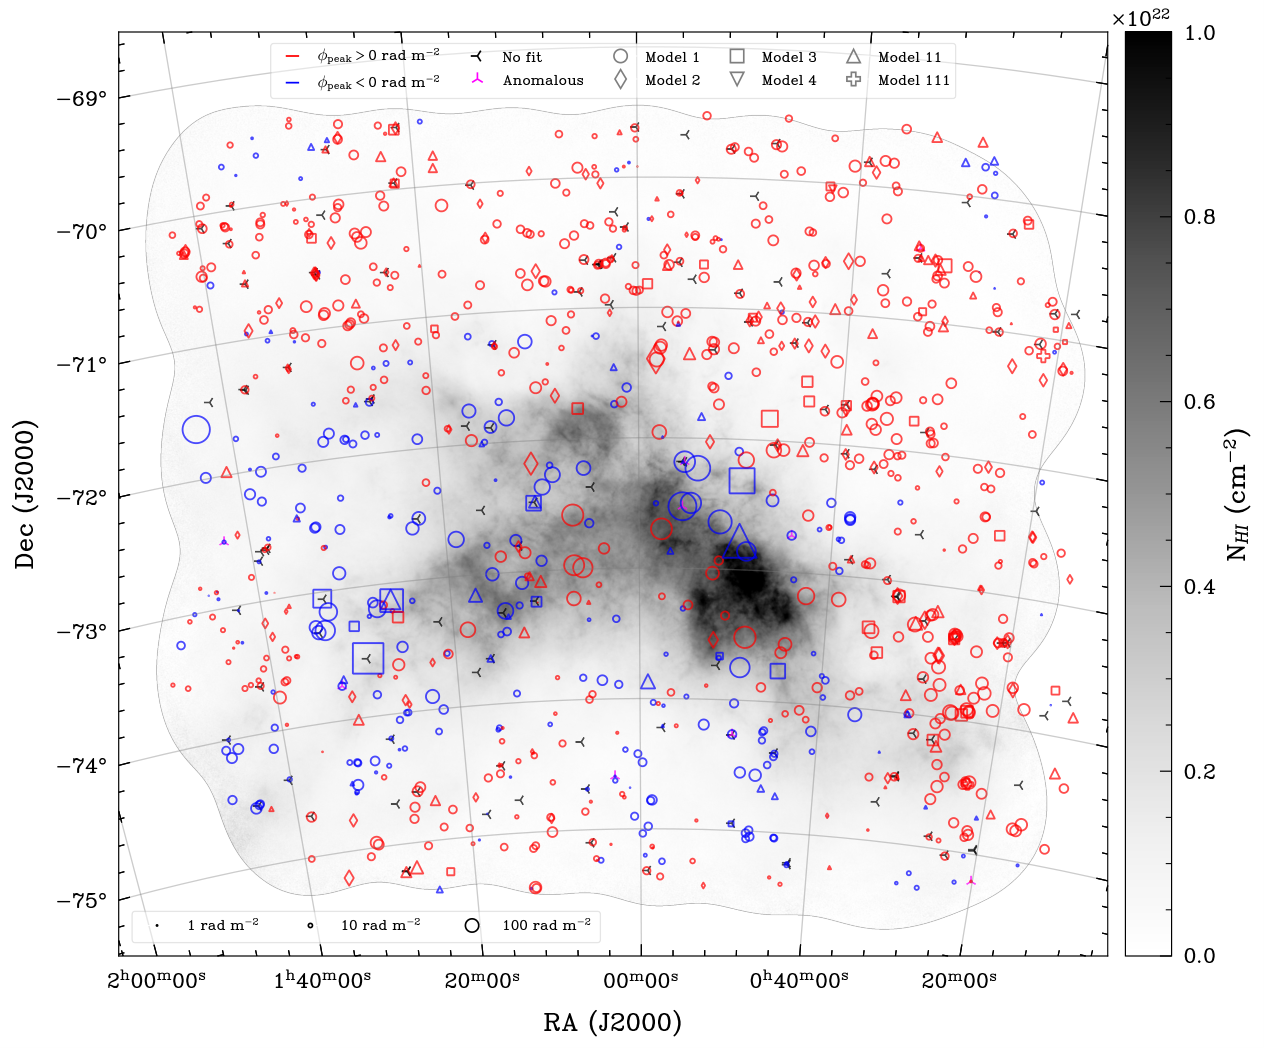 ×10²²
ϕpeak > 0 rad m⁻² No fit Model 1 Model 3 Model 11
ϕpeak < 0 rad m⁻² Anomalous Model 2 Model 4 Model 111
1.0
−69°
0.8
−70°
−71°
0.6
−72°
Dec (J2000)
N_HI (cm⁻²)
0.4
−73°
−74°
0.2
−75°
1 rad m⁻² 10 rad m⁻² 100 rad m⁻²
0.0
2ʰ00ᵐ00ˢ 1ʰ40ᵐ00ˢ 20ᵐ00ˢ 00ᵐ00ˢ 0ʰ40ᵐ00ˢ 20ᵐ00ˢ
RA (J2000)